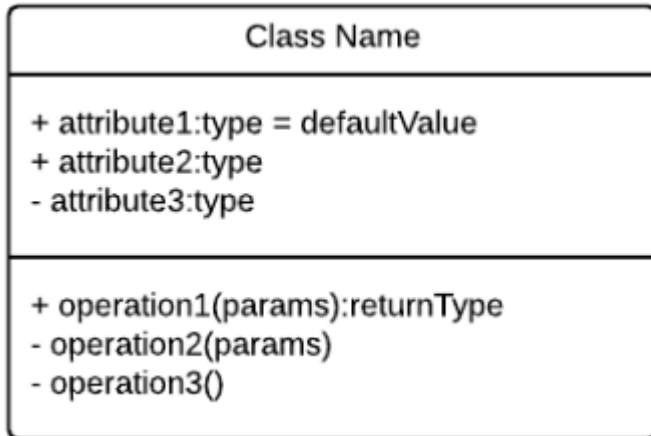 Class Name
+ attribute1:type = defaultValue
+ attribute2:type
- attribute3:type
+ operation1(params):returnType
- operation2(params)
- operation3()